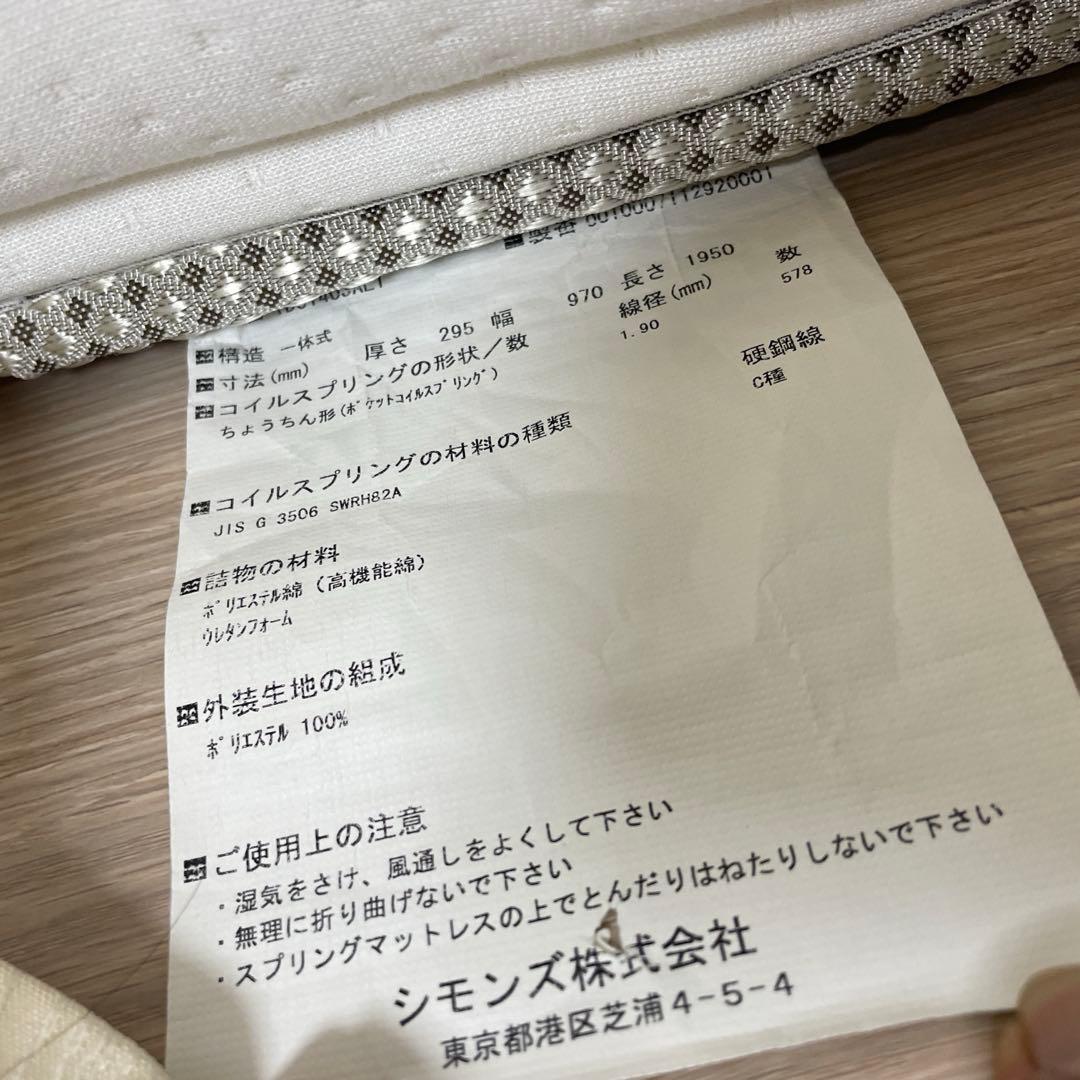 製番 0010007112920001
構造 一体式
寸法(mm) 厚さ 295 幅 970 長さ 1950
コイルスプリングの形状／数 線径(mm) 数
ちょうちん形(ﾎﾟｹｯﾄｺｲﾙｽﾌﾟﾘﾝｸﾞ) 1.90 578
コイルスプリングの材料の種類 硬鋼線
JIS G 3506 SWRH82A C種
詰物の材料
ﾎﾟﾘｴｽﾃﾙ綿 (高機能綿)
ｳﾚﾀﾝﾌｫｰﾑ
外装生地の組成
ﾎﾟﾘｴｽﾃﾙ 100%
ご使用上の注意
・湿気をさけ、風通しをよくして下さい
・無理に折り曲げないで下さい
・スプリングマットレスの上でとんだりはねたりしないで下さい
シモンズ株式会社
東京都港区芝浦4-5-4